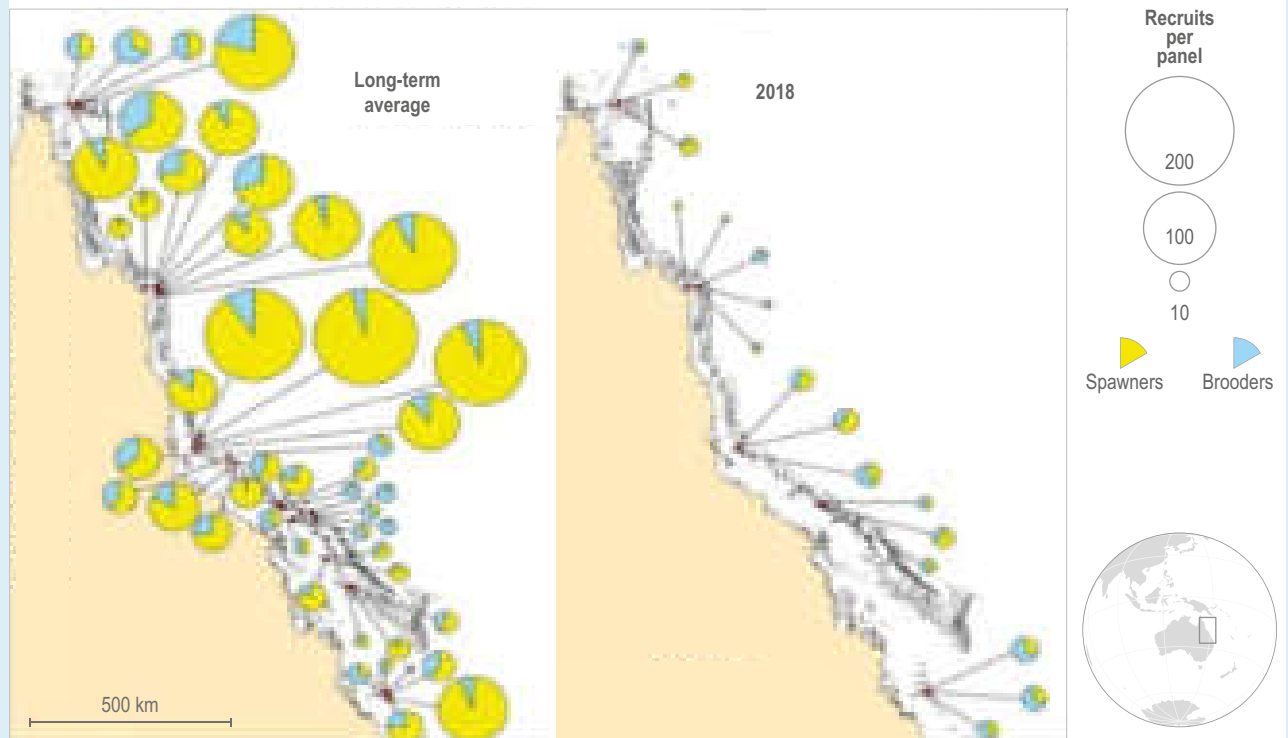 Long-term
average
2018
500 km
Recruits
per
panel
200
100
10
Spawners
Brooders